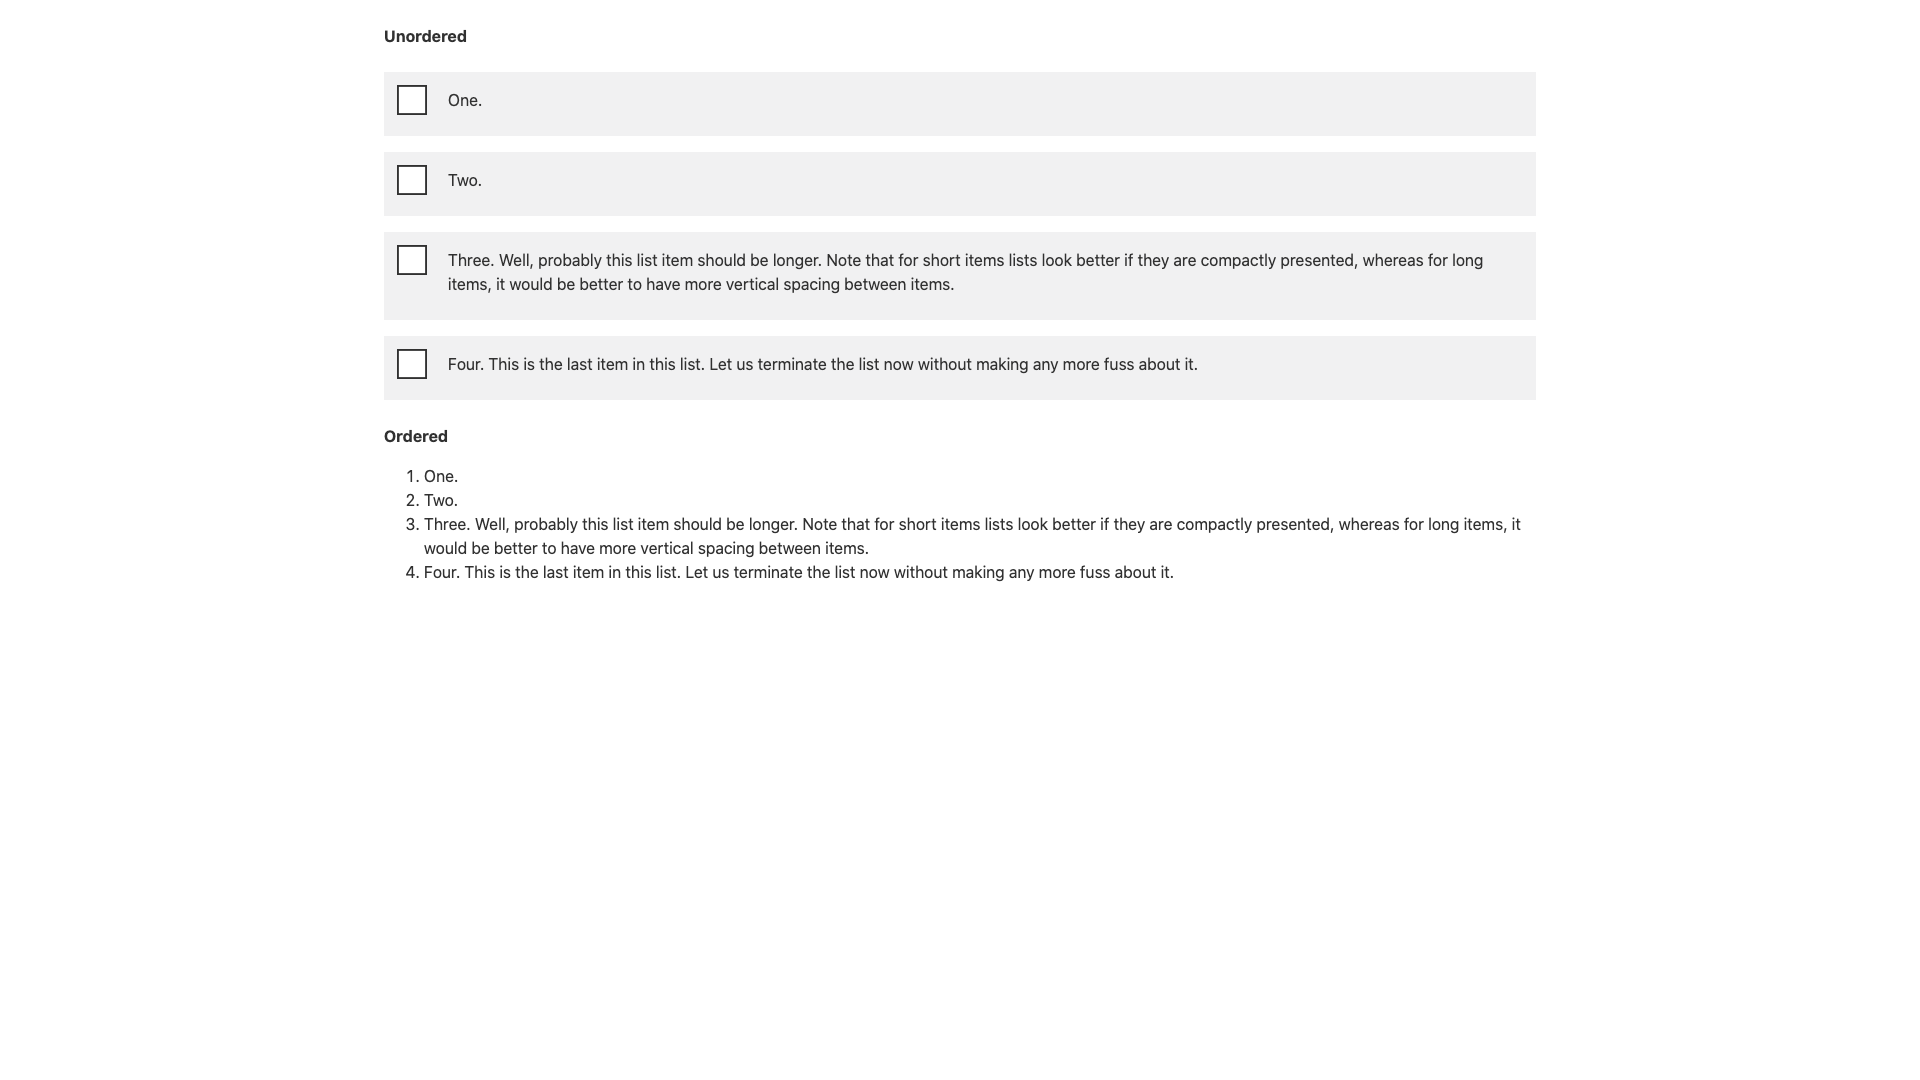 Unordered
One.
Two.
Three. Well, probably this list item should be longer. Note that for short items lists look better if they are compactly presented, whereas for long
items, it would be better to have more vertical spacing between items.
Four. This is the last item in this list. Let us terminate the list now without making any more fuss about it.
Ordered
1. One.
2. Two.
3. Three. Well, probably this list item should be longer. Note that for short items lists look better if they are compactly presented, whereas for long items, it
would be better to have more vertical spacing between items.
4. Four. This is the last item in this list. Let us terminate the list now without making any more fuss about it.